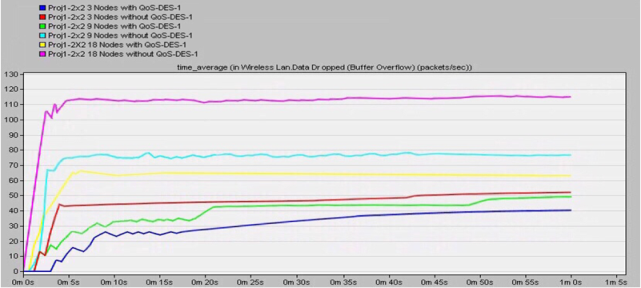 Proj1-2x2 3 Nodes with QoS-DES-1
Proj1-2x2 3 Nodes without QoS-DES-1
Proj1-2x2 9 Nodes with QoS-DES-1
Proj1-2x2 9 Nodes without QoS-DES-1
Proj1-2X2 18 Nodes with QoS-DES-1
Proj1-2x2 18 Nodes without QoS-DES-1
time_average (in Wireless Lan.Data Dropped (Buffer Overflow) (packets/sec))
130
120
110
100
90
80
70
60
50
40
30
20
10
0
0m 0s 0m 5s 0m 10s 0m 15s 0m 20s 0m 25s 0m 30s 0m 35s 0m 40s 0m 45s 0m 50s 0m 55s 1m 0s 1m 5s